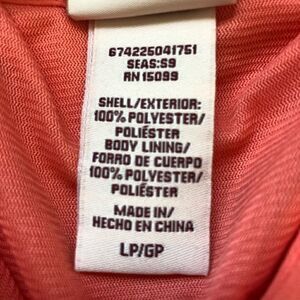 674225041751
SEAS:S9
RN 15099
SHELL/EXTERIOR:
100% POLYESTER/
POLIÉSTER
BODY LINING/
FORRO DE CUERPO
100% POLYESTER/
POLIÉSTER
MADE IN/
HECHO EN CHINA
LP/GP